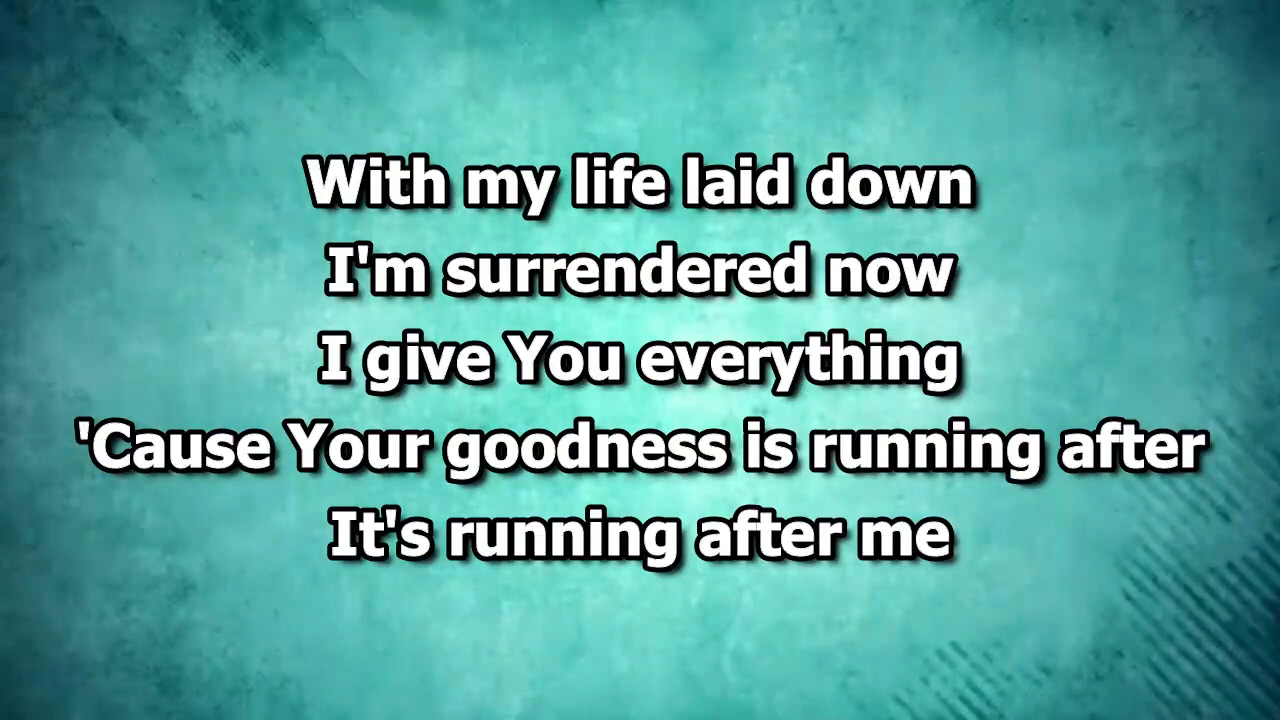 With my life laid down
I'm surrendered now
I give You everything
'Cause Your goodness is running after
It's running after me